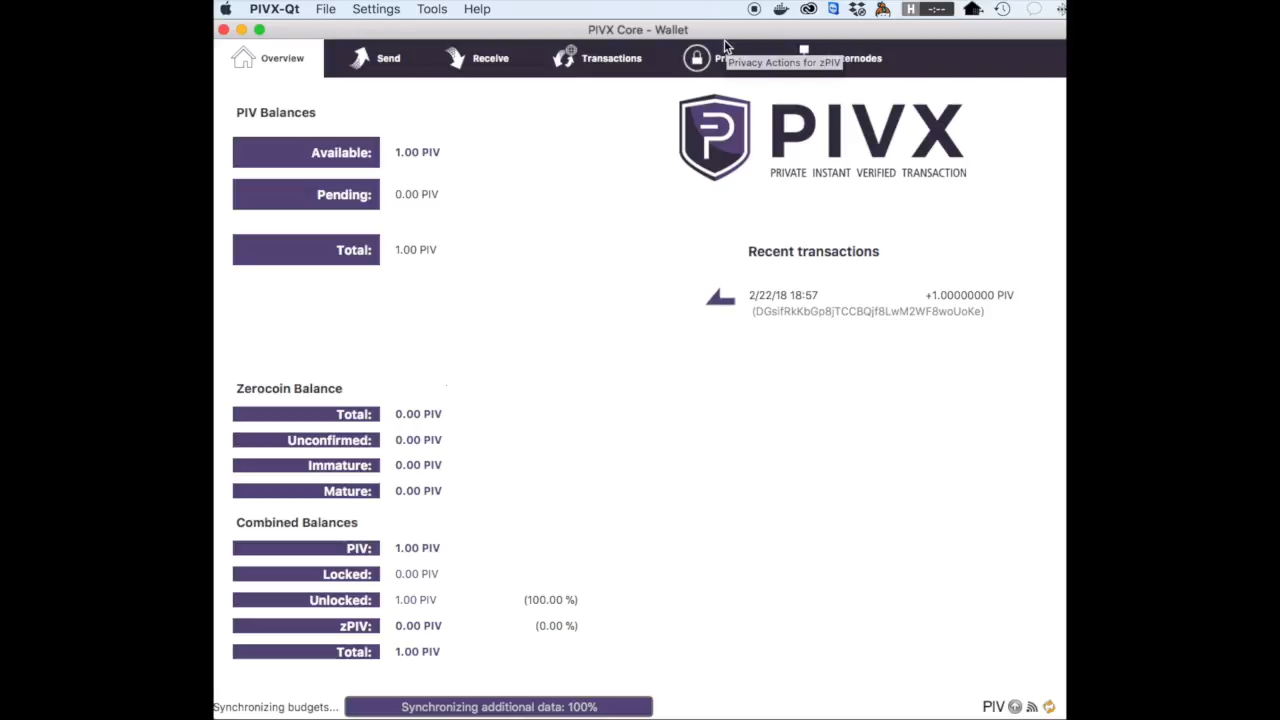 PIVX-Qt File Settings Tools Help H -:--
PIVX Core - Wallet
Overview Send Receive Transactions
Privacy Actions for zPIV
PIV Balances
Available: 1.00 PIV
Pending: 0.00 PIV
Total: 1.00 PIV
PIVX
PRIVATE INSTANT VERIFIED TRANSACTION
Recent transactions
2/22/18 18:57 +1.00000000 PIV
(DGsifRkKbGp8jTCCBQjf8LwM2WF8woUoKe)
Zerocoin Balance
Total: 0.00 PIV
Unconfirmed: 0.00 PIV
Immature: 0.00 PIV
Mature: 0.00 PIV
Combined Balances
PIV: 1.00 PIV
Locked: 0.00 PIV
Unlocked: 1.00 PIV (100.00 %)
zPIV: 0.00 PIV (0.00 %)
Total: 1.00 PIV
Synchronizing budgets... Synchronizing additional data: 100% PIV